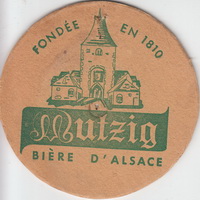 FONDÉE EN 1810
Mutzig
BIÈRE D'ALSACE